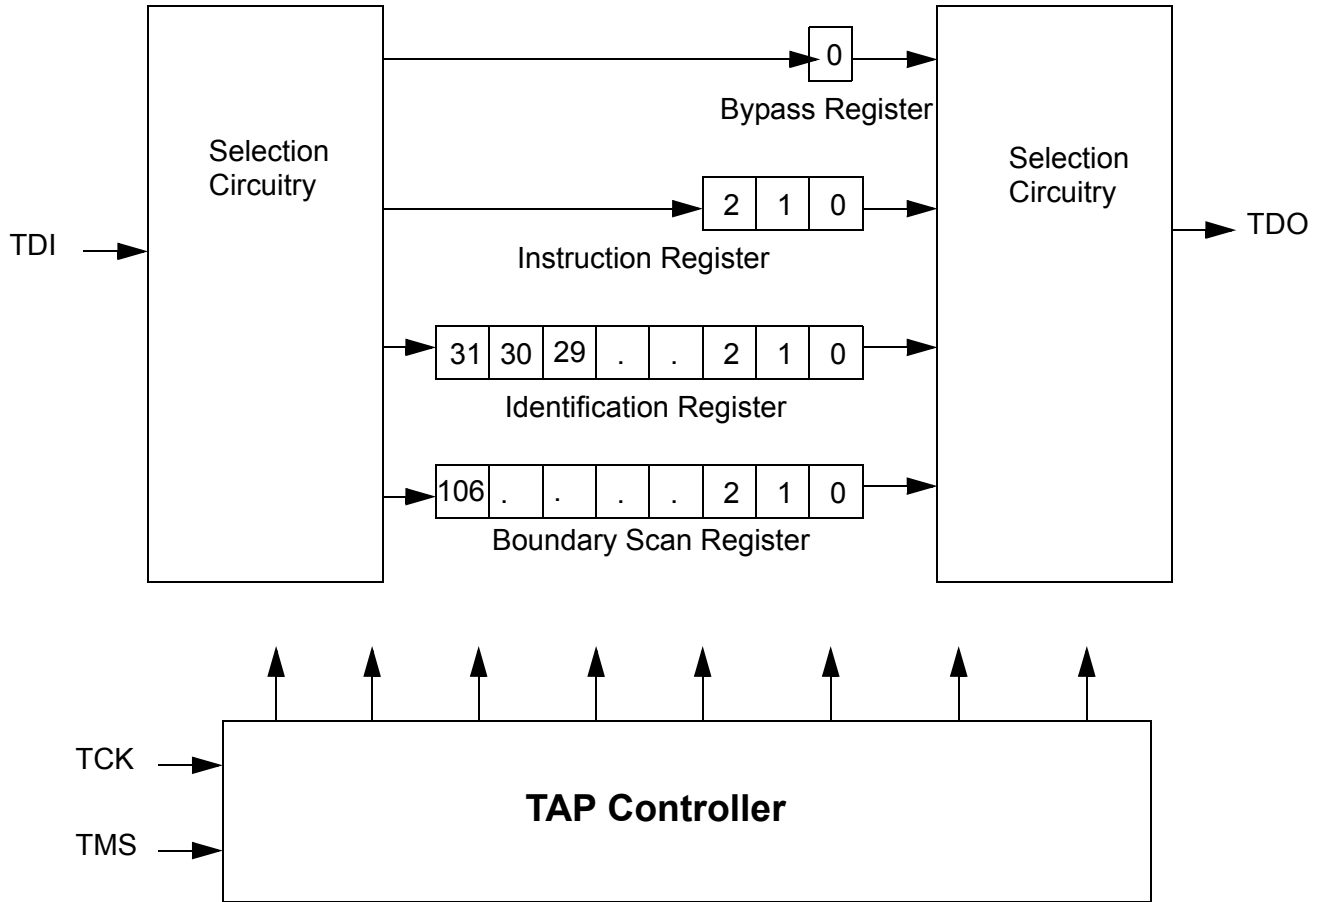 0
Bypass Register
Selection
Circuitry
Selection
Circuitry
2 1 0
TDI
TDO
Instruction Register
31 30 29 . . 2 1 0
Identification Register
106 . . . . 2 1 0
Boundary Scan Register
TCK
TAP Controller
TMS